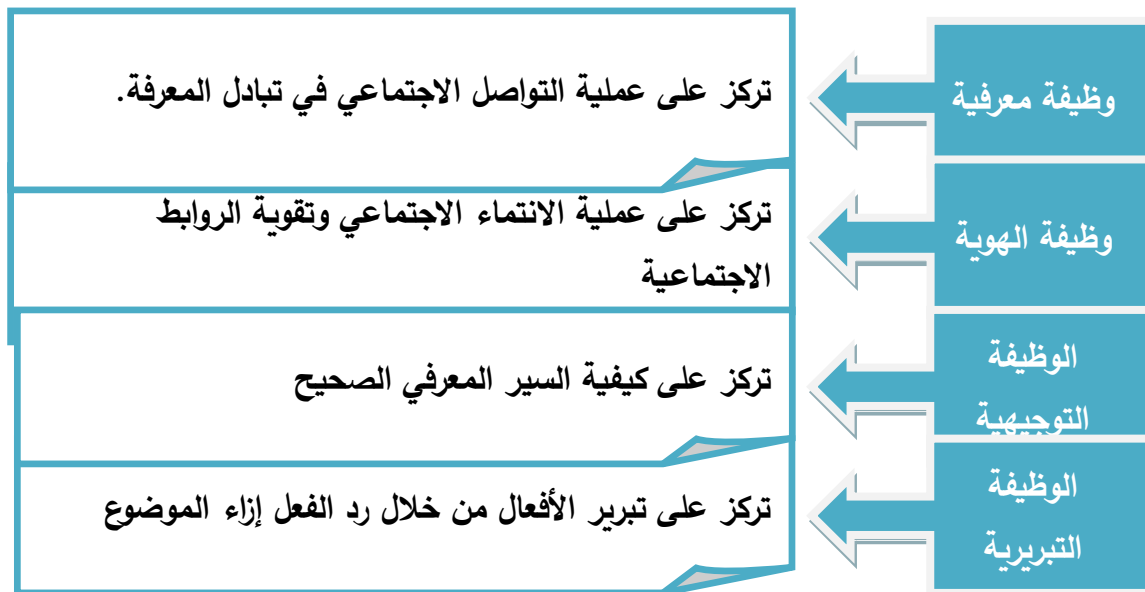 وظيفة معرفية
تركز على عملية التواصل الاجتماعي في تبادل المعرفة.
وظيفة الهوية
تركز على عملية الانتماء الاجتماعي وتقوية الروابط
الاجتماعية
الوظيفة
التوجيهية
تركز على كيفية السير المعرفي الصحيح
الوظيفة
التبريرية
تركز على تبرير الأفعال من خلال رد الفعل إزاء الموضوع